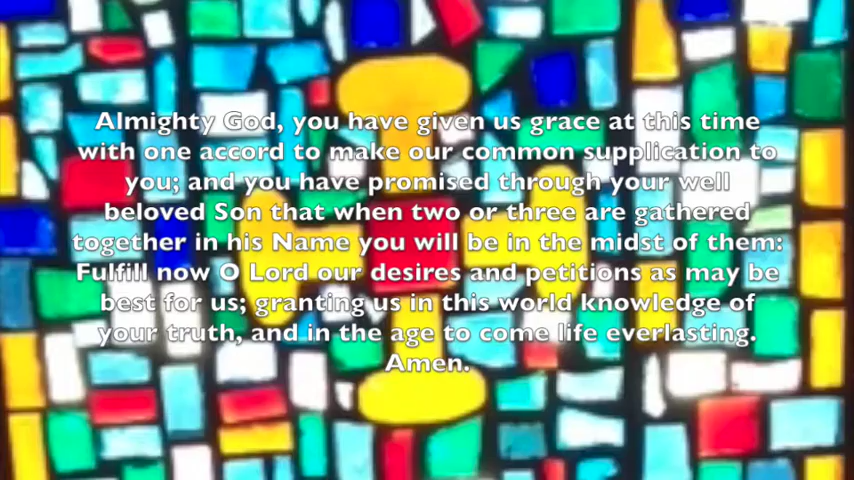 Almighty God, you have given us grace at this time
with one accord to make our common supplication to
you; and you have promised through your well
beloved Son that when two or three are gathered
together in his Name you will be in the midst of them:
Fulfill now O Lord our desires and petitions as may be
best for us; granting us in this world knowledge of
your truth, and in the age to come life everlasting.
Amen.